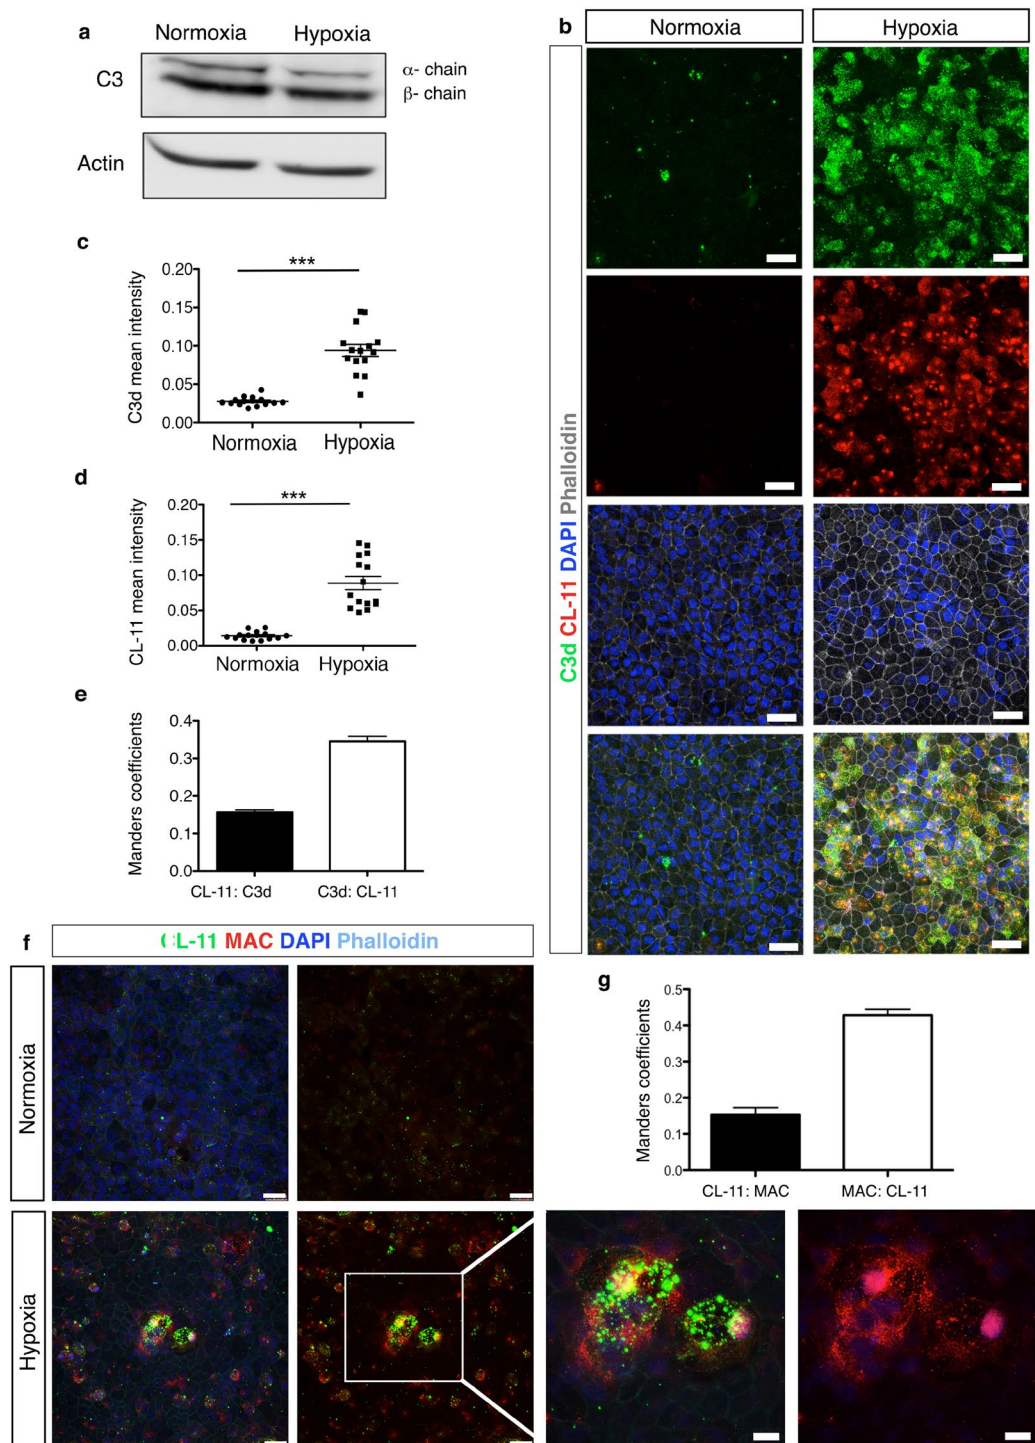 a
Normoxia Hypoxia
C3
α- chain
β- chain
Actin
b
Normoxia
Hypoxia
C3d CL-11 DAPI Phalloidin
c
C3d mean intensity
0.20
0.15
0.10
0.05
0.00
***
Normoxia Hypoxia
d
CL-11 mean intensity
0.20
0.15
0.10
0.05
0.00
***
Normoxia Hypoxia
e
Manders coefficients
0.4
0.3
0.2
0.1
0.0
CL-11: C3d C3d: CL-11
f
CL-11 MAC DAPI Phalloidin
Normoxia
Hypoxia
g
Manders coefficients
0.5
0.4
0.3
0.2
0.1
0.0
CL-11: MAC MAC: CL-11